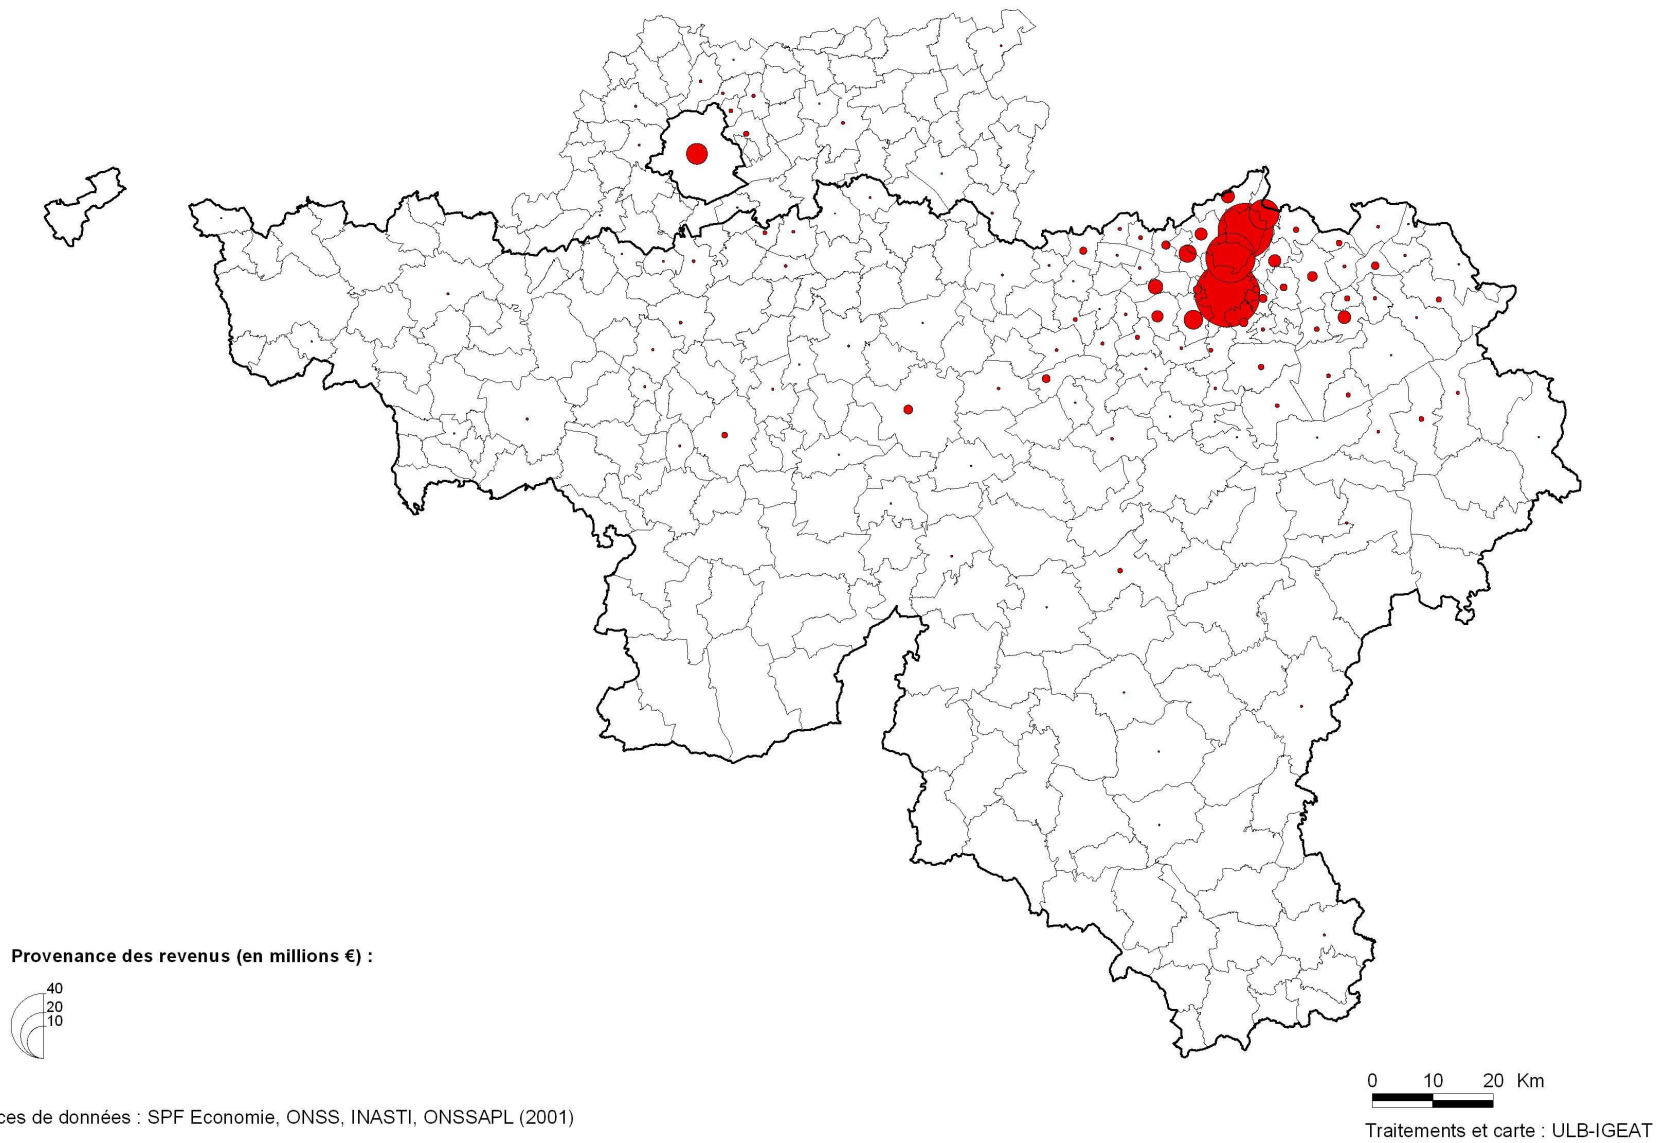 Provenance des revenus (en millions €) :
40
20
10
0 10 20 Km
ces de données : SPF Economie, ONSS, INASTI, ONSSAPL (2001)
Traitements et carte : ULB-IGEAT